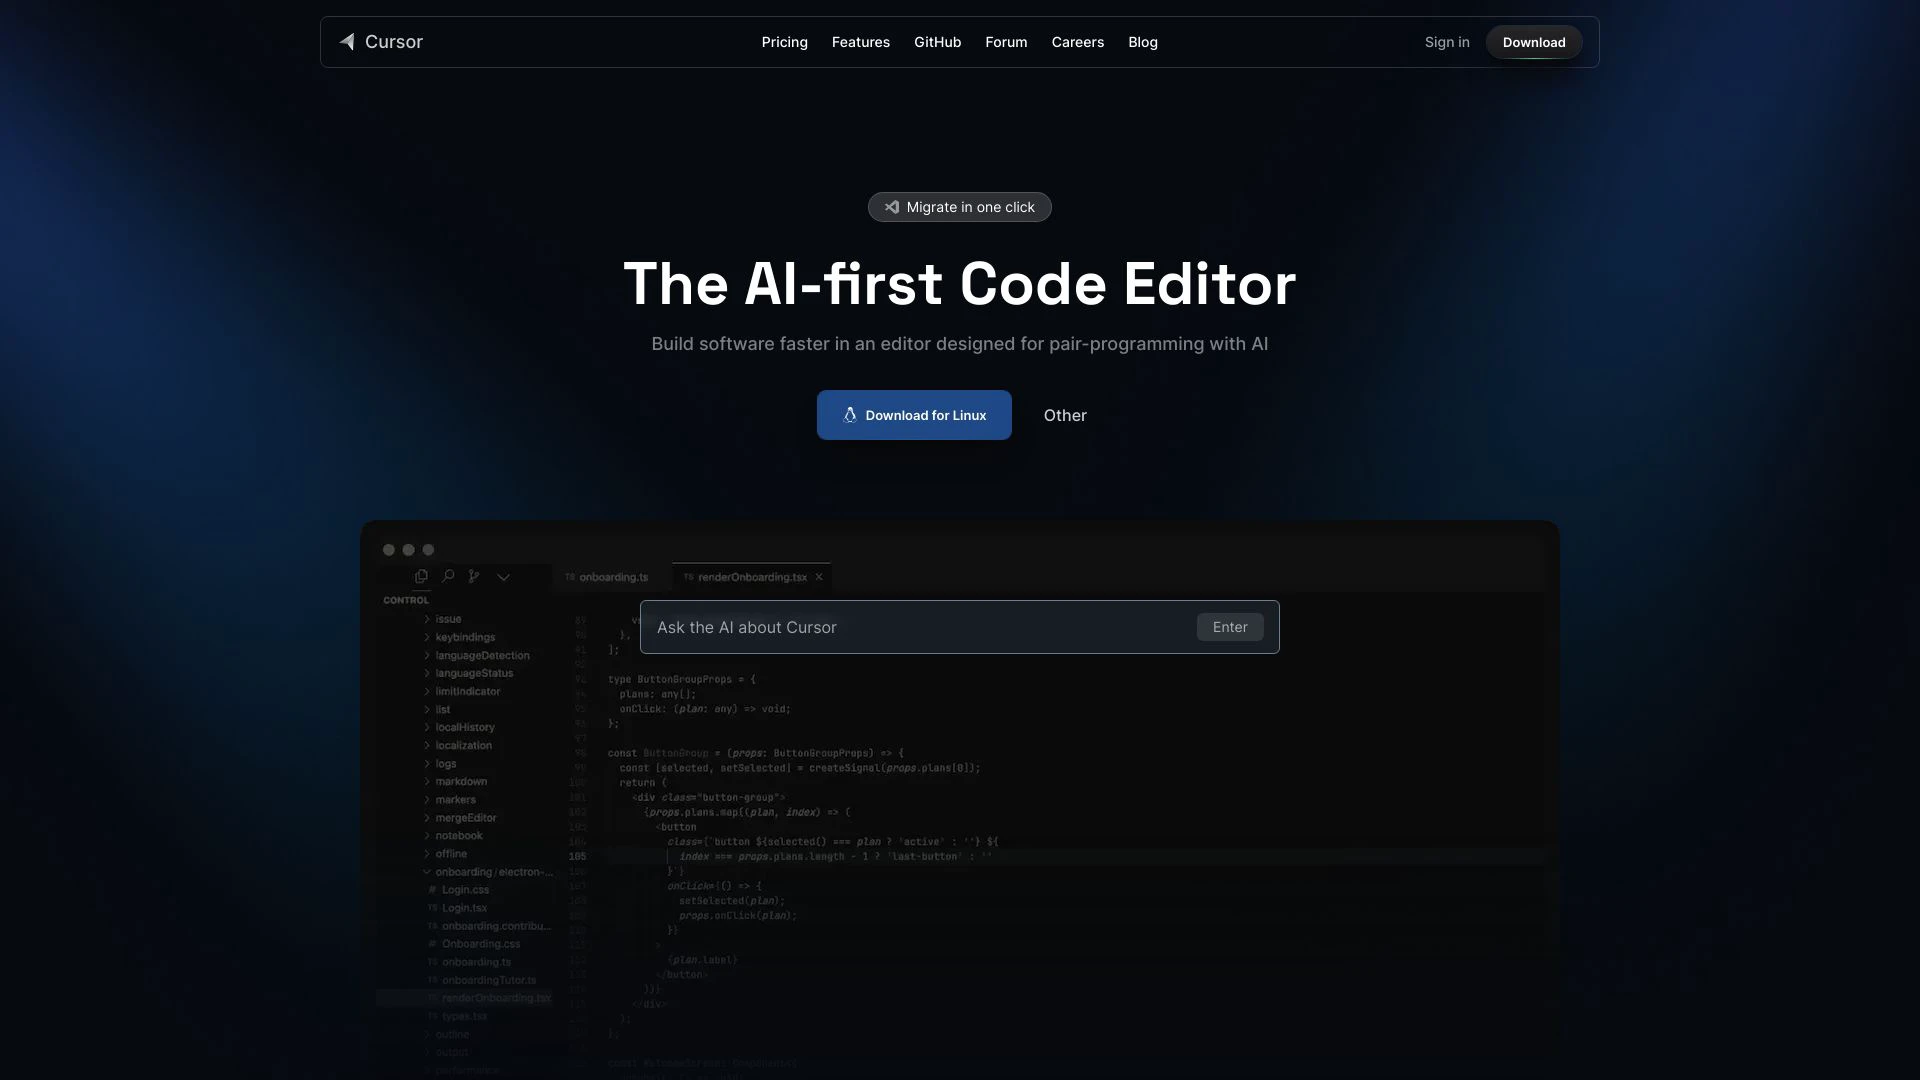 Cursor
Pricing
Features
GitHub
Forum
Careers
Blog
Sign in
Download
Migrate in one click
The AI-first Code Editor
Build software faster in an editor designed for pair-programming with AI
Download for Linux
Other
TS onboarding.ts
TS renderOnboarding.tsx
CONTROL
issue
keybindings
languageDetection
languageStatus
limitIndicator
list
localHistory
localization
logs
markdown
markers
mergeEditor
notebook
offline
onboarding / electron-...
# Login.css
TS Login.tsx
TS onboarding.contribu...
# Onboarding.css
TS onboarding.ts
TS onboardingTutor.ts
TS renderOnboarding.tsx
TS types.tsx
outline
output
performance
Ask the AI about Cursor
Enter
},
];
type ButtonGroupProps = {
plans: any[];
onClick: (plan: any) => void;
};
const ButtonGroup = (props: ButtonGroupProps) => {
const [selected, setSelected] = createSignal(props.plans[0]);
return (
<div class="button-group">
{props.plans.map((plan, index) => (
<button
class={`button ${selected() === plan ? 'active' : ''} ${
105 index === props.plans.length - 1 ? 'last-button' : ''
}`}
onClick={() => {
setSelected(plan);
props.onClick(plan);
}}
>
{plan.label}
</button>
))}
</div>
);
};